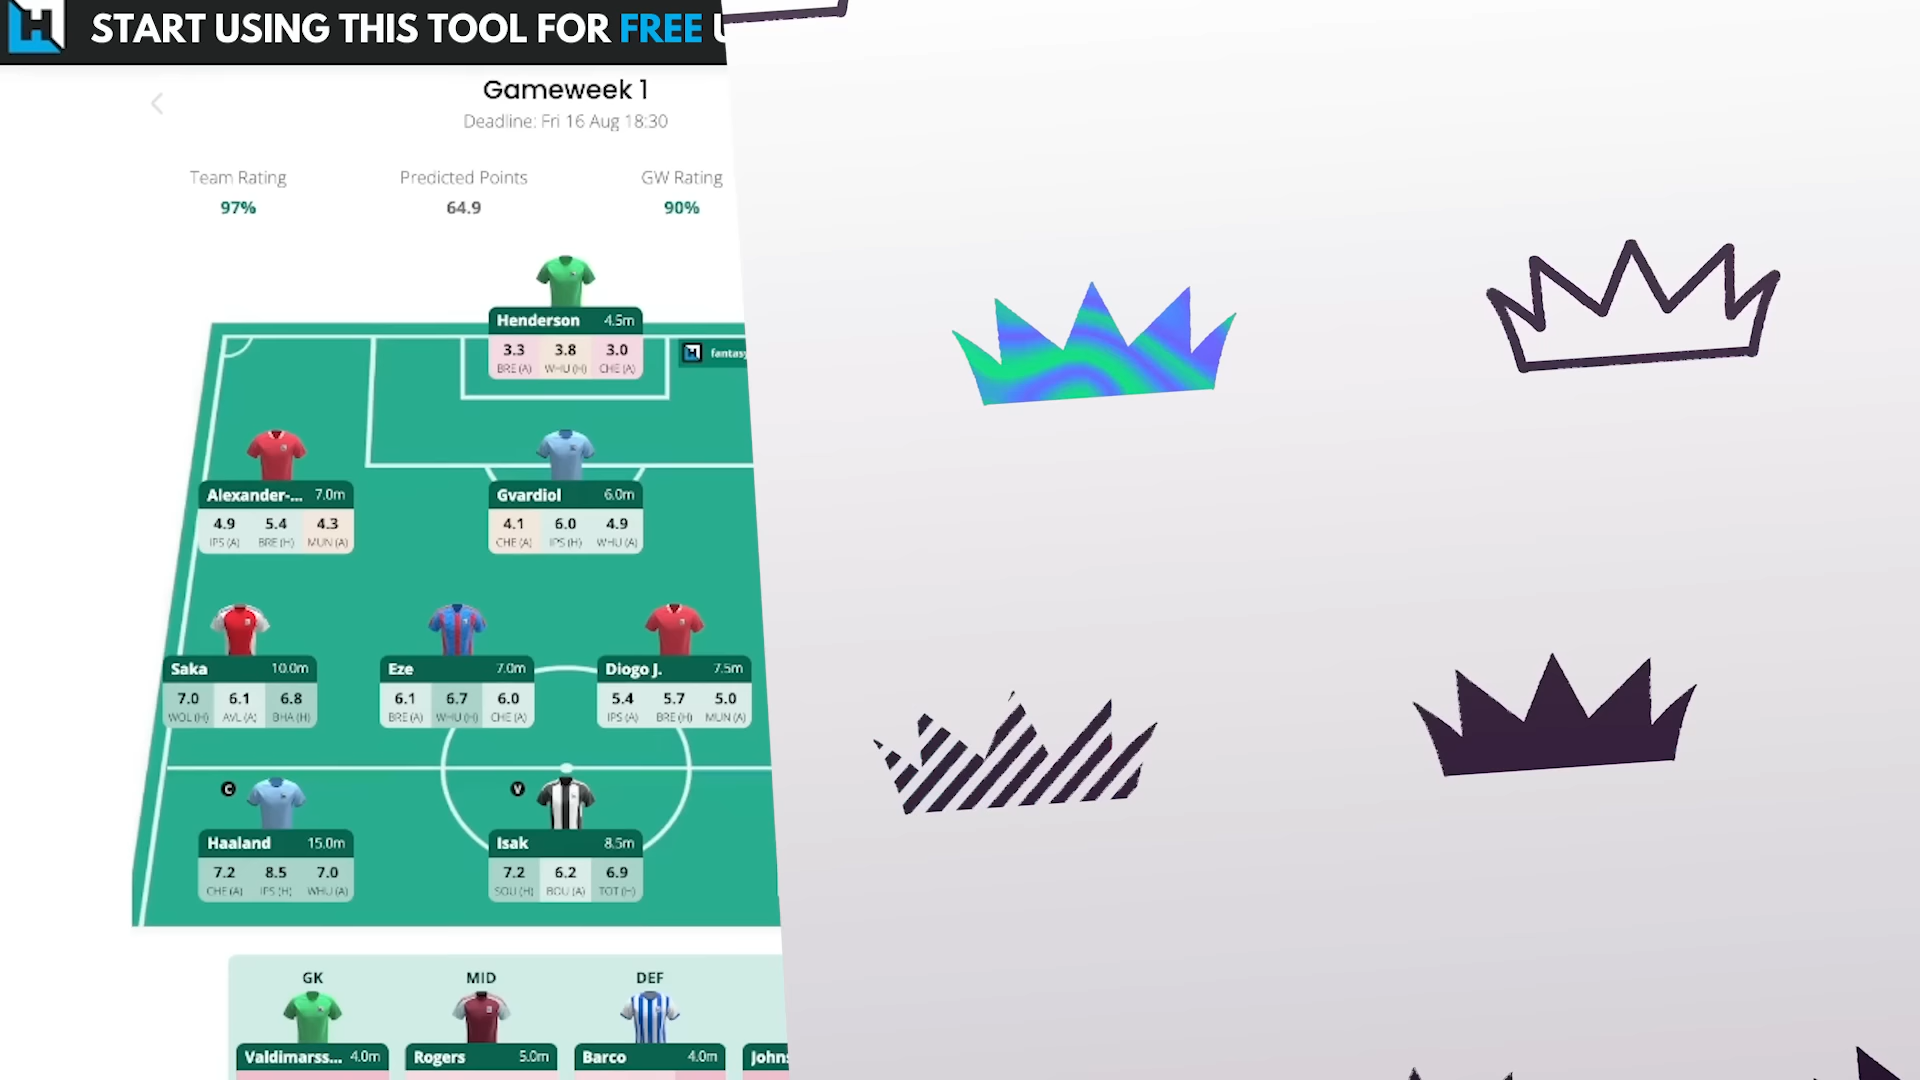 START USING THIS TOOL FOR FREE
Gameweek 1
Deadline: Fri 16 Aug 18:30
Team Rating Predicted Points GW Rating
97% 64.9 90%
Henderson 4.5m
3.3 3.8 3.0
BRE (A) WHU (H) CHE (A)
fantasy
Alexander-... 7.0m Gvardiol 6.0m
4.9 5.4 4.3 4.1 6.0 4.9
IPS (A) BRE (H) MUN (A) CHE (A) IPS (H) WHU (A)
Saka 10.0m Eze 7.0m Diogo J. 7.5m
7.0 6.1 6.8 6.1 6.7 6.0 5.4 5.7 5.0
WOL (H) AVL (A) BHA (H) BRE (A) WHU (H) CHE (A) IPS (A) BRE (H) MUN (A)
C V
Haaland 15.0m Isak 8.5m
7.2 8.5 7.0 7.2 6.2 6.9
CHE (A) IPS (H) WHU (A) SOU (H) BOU (A) TOT (H)
GK MID DEF
Valdimarss... 4.0m Rogers 5.0m Barco 4.0m Johns